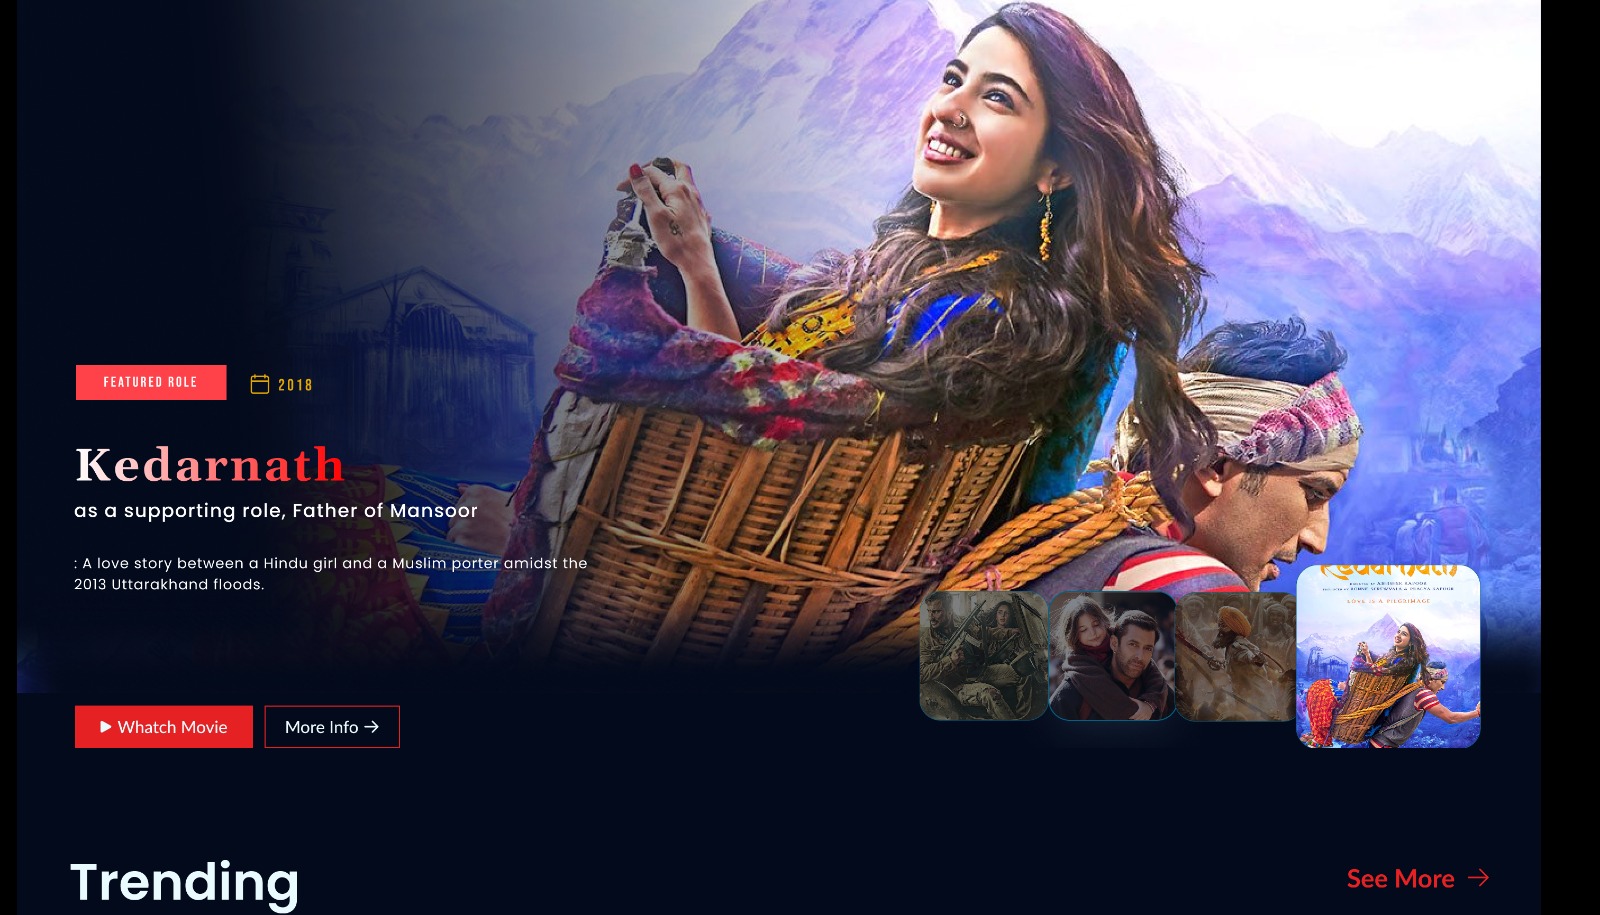 FEATURED ROLE
2018
Kedarnath
as a supporting role, Father of Mansoor
: A love story between a Hindu girl and a Muslim porter amidst the
2013 Uttarakhand floods.
Whatch Movie
More Info →
LOVE IS A PILGRIMAGE
Trending
See More →